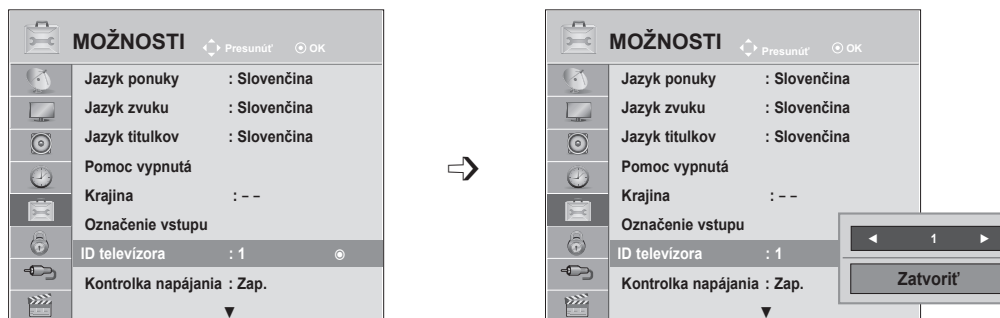 MOŽNOSTI Presunúť OK
Jazyk ponuky : Slovenčina
Jazyk zvuku : Slovenčina
Jazyk titulkov : Slovenčina
Pomoc vypnutá
Krajina : – –
Označenie vstupu
ID televízora : 1
Kontrolka napájania : Zap.
MOŽNOSTI Presunúť OK
Jazyk ponuky : Slovenčina
Jazyk zvuku : Slovenčina
Jazyk titulkov : Slovenčina
Pomoc vypnutá
Krajina : – –
Označenie vstupu
ID televízora : 1
Kontrolka napájania : Zap.
◄ 1 ►
Zatvoriť